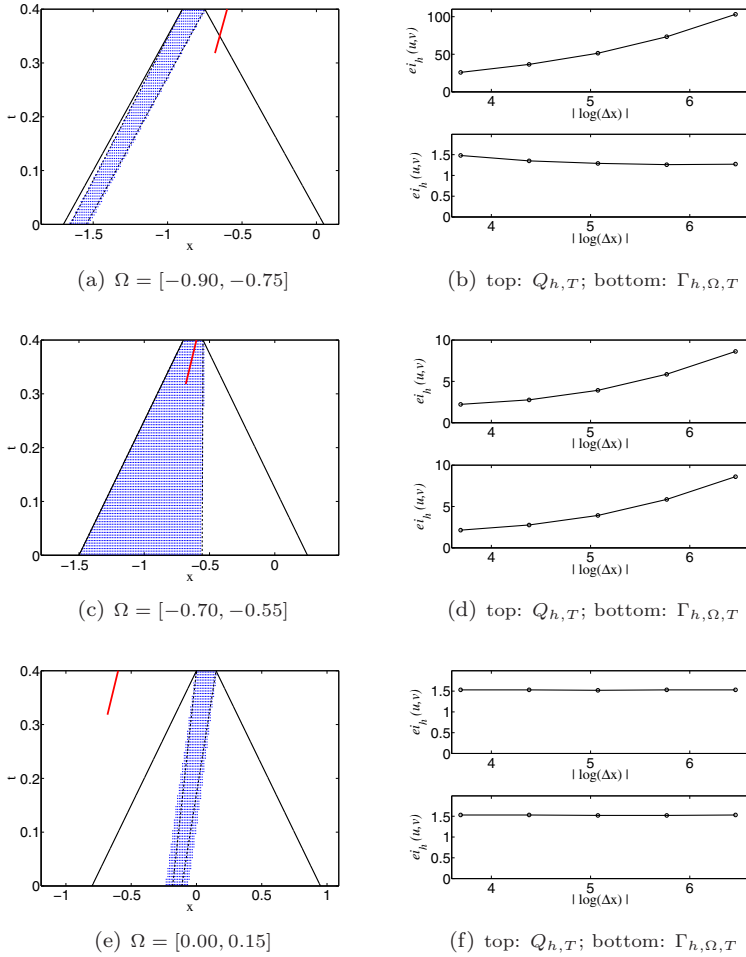 0.4
0.3
0.2
0.1
0
t
−1.5 −1 −0.5 0
x
(a) Ω = [−0.90, −0.75]
100
50
0
ei_h(u,v)
4 5 6
| log(Δx) |
1.5
1
0
ei_h(u,v)
4 5 6
| log(Δx) |
(b) top: Q_{h,T}; bottom: Γ_{h,Ω,T}
0.4
0.3
0.2
0.1
0
t
−1.5 −1 −0.5 0
x
(c) Ω = [−0.70, −0.55]
10
5
0
ei_h(u,v)
4 5 6
| log(Δx) |
10
5
0
ei_h(u,v)
4 5 6
| log(Δx) |
(d) top: Q_{h,T}; bottom: Γ_{h,Ω,T}
0.4
0.3
0.2
0.1
0
t
−1 −0.5 0 0.5 1
x
(e) Ω = [0.00, 0.15]
1.5
1
0
ei_h(u,v)
4 5 6
| log(Δx) |
1.5
1
0
ei_h(u,v)
4 5 6
| log(Δx) |
(f) top: Q_{h,T}; bottom: Γ_{h,Ω,T}